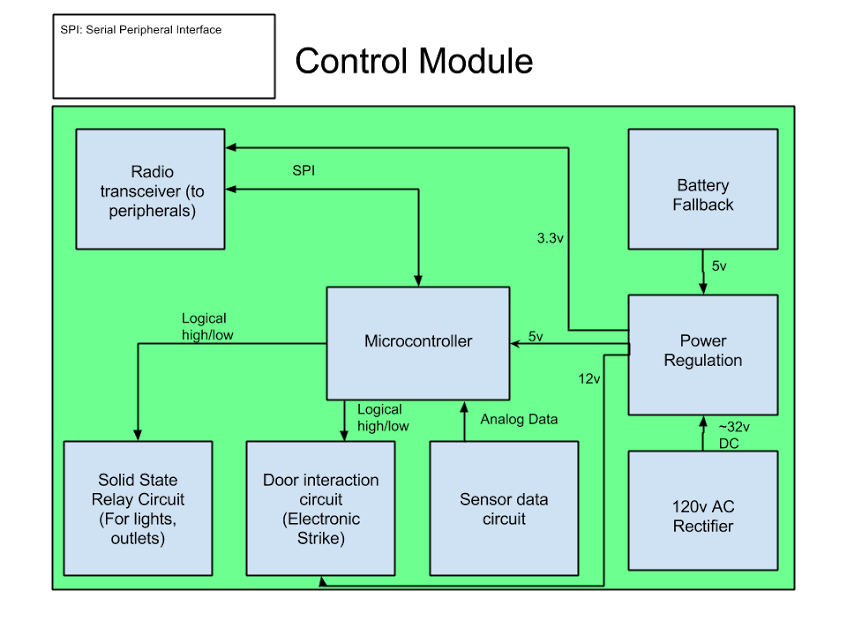 SPI: Serial Peripheral Interface
Control Module
Radio
transceiver (to
peripherals)
SPI
Battery
Fallback
3.3v
5v
Logical
high/low
Microcontroller
5v
Power
Regulation
12v
Logical
high/low
Analog Data
~32v
DC
Solid State
Relay Circuit
(For lights,
outlets)
Door interaction
circuit
(Electronic
Strike)
Sensor data
circuit
120v AC
Rectifier